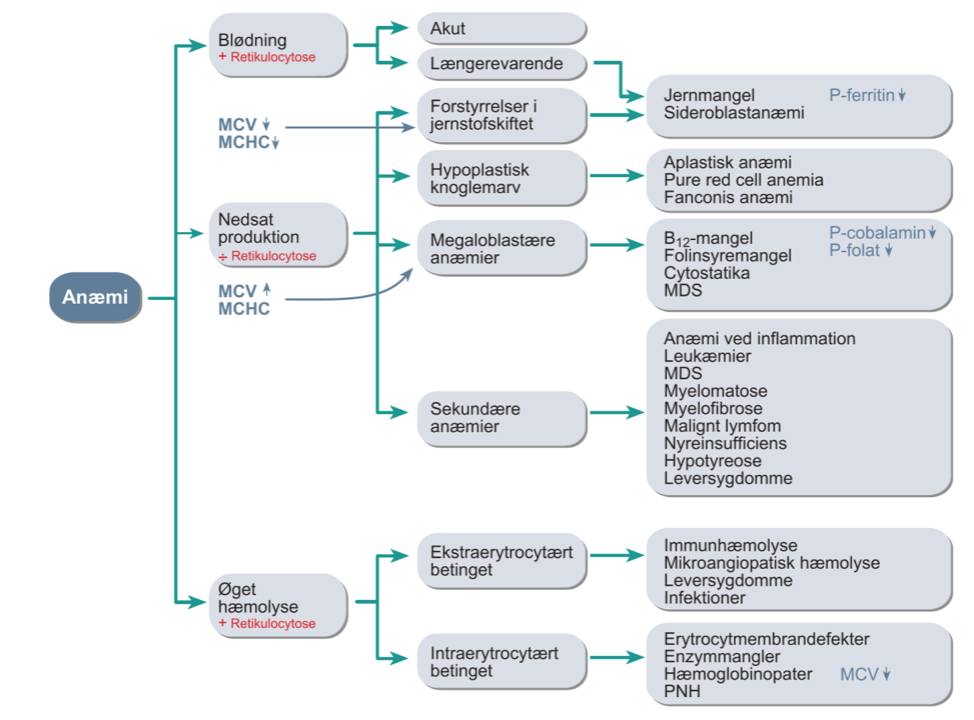 Anæmi
Blødning
+ Retikulocytose
Akut
Længerevarende
MCV ↓
MCHC ↓
Nedsat
produktion
÷ Retikulocytose
MCV ↑
MCHC
Forstyrrelser i
jernstofskiftet
Jernmangel P-ferritin ↓
Sideroblastanæmi
Hypoplastisk
knoglemarv
Aplastisk anæmi
Pure red cell anemia
Fanconis anæmi
Megaloblastære
anæmier
B₁₂-mangel P-cobalamin ↓
Folinsyremangel P-folat ↓
Cytostatika
MDS
Sekundære
anæmier
Anæmi ved inflammation
Leukæmier
MDS
Myelomatose
Myelofibrose
Malignt lymfom
Nyreinsufficiens
Hypotyreose
Leversygdomme
Øget
hæmolyse
+ Retikulocytose
Ekstraerytrocytært
betinget
Immunhæmolyse
Mikroangiopatisk hæmolyse
Leversygdomme
Infektioner
Intraerytrocytært
betinget
Erytrocytmembrandefekter
Enzymmangler
Hæmoglobinopater MCV ↓
PNH